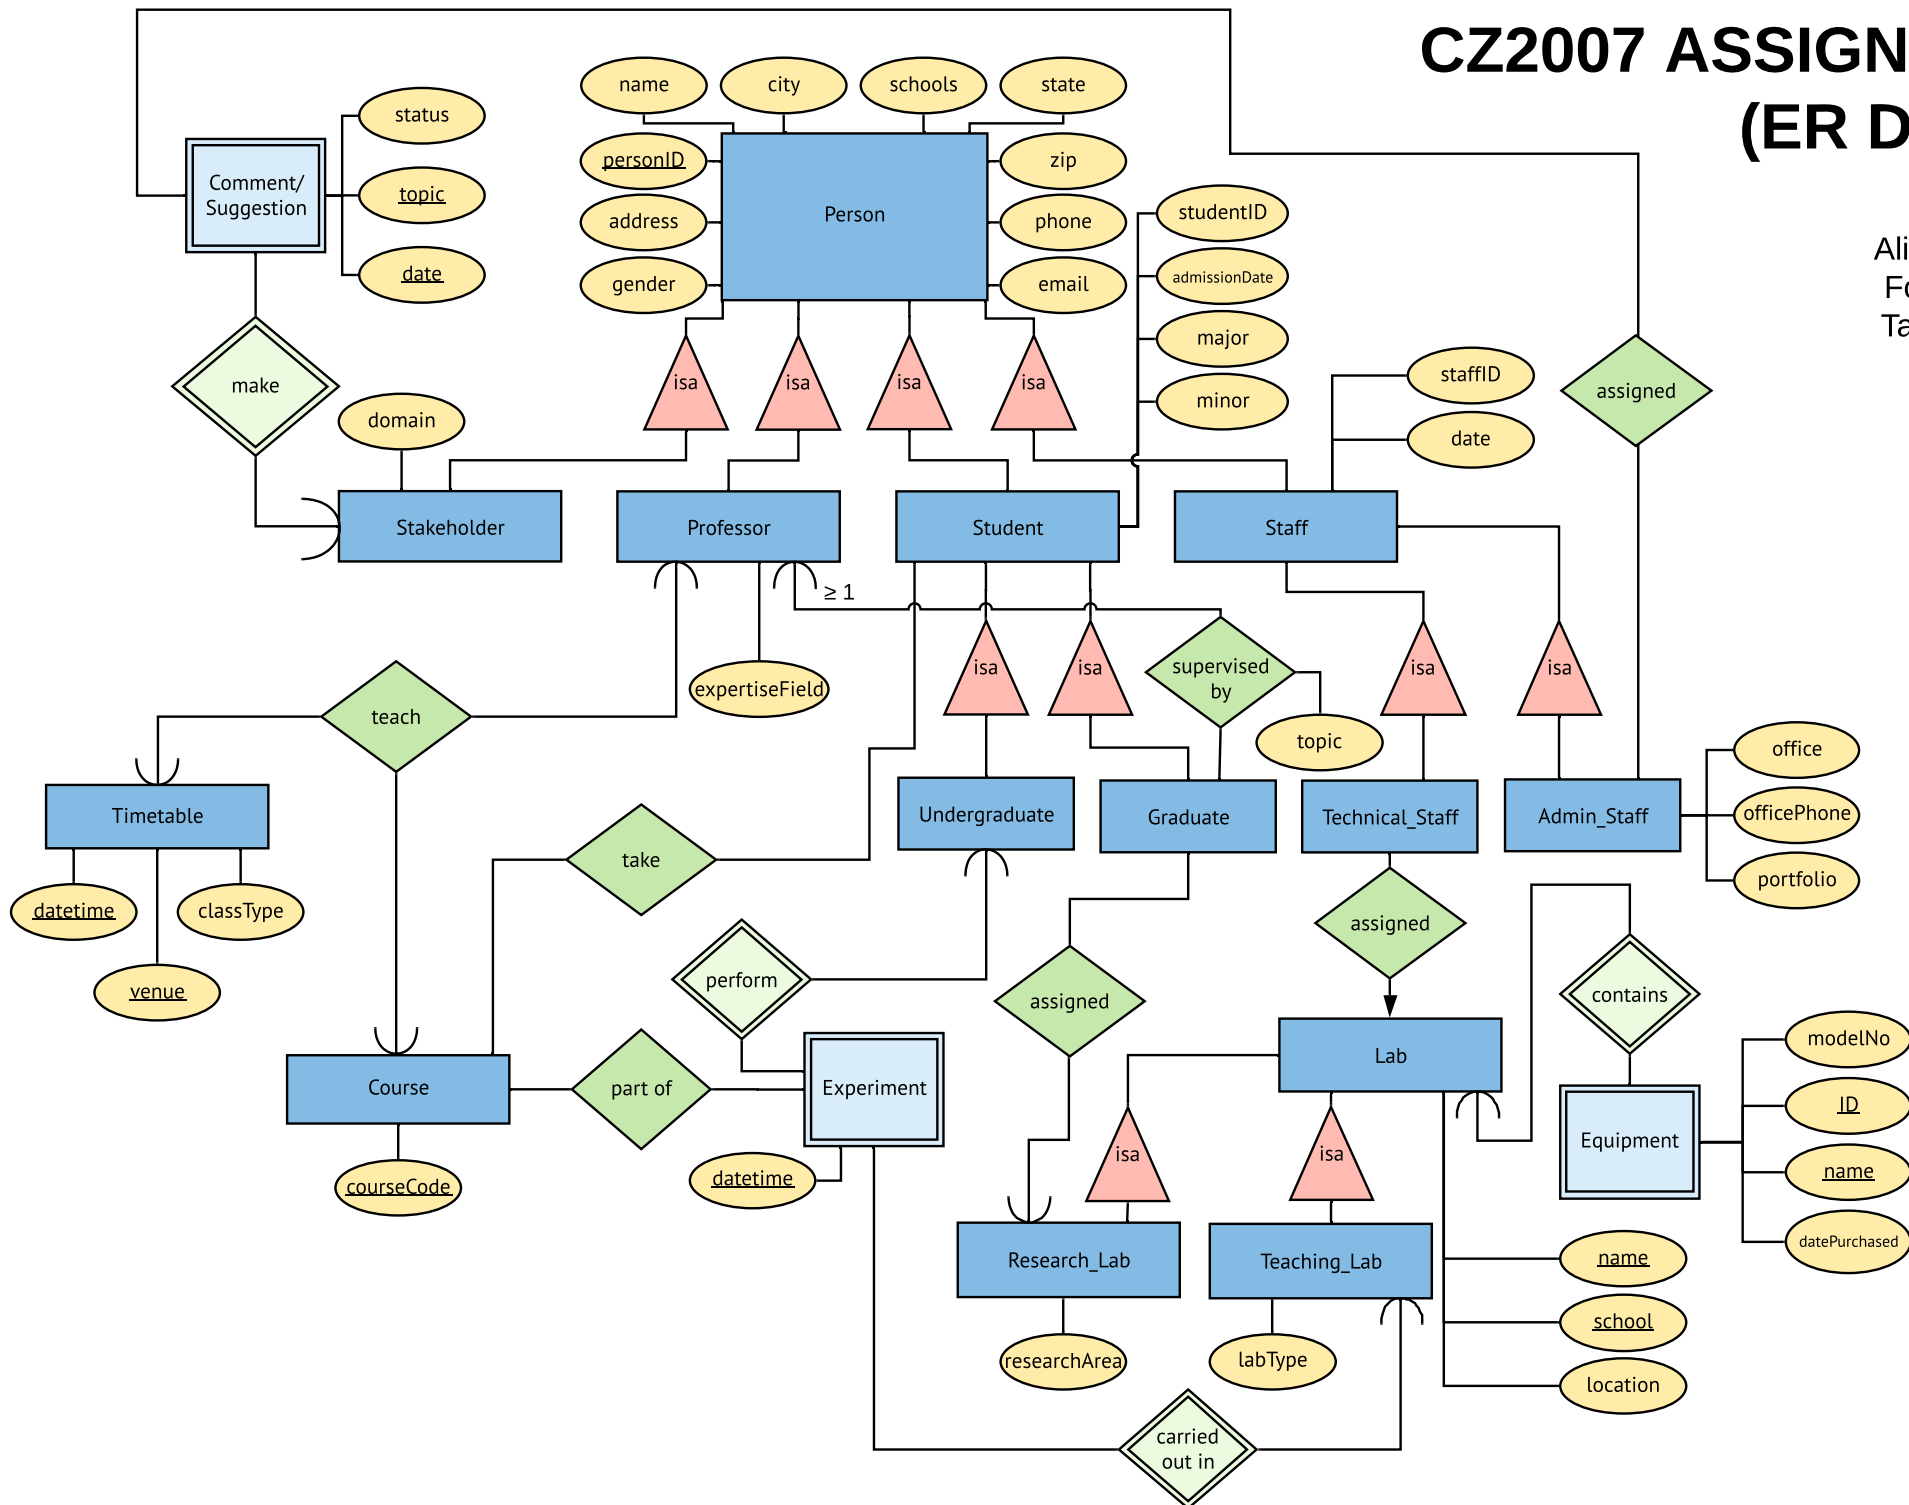 CZ2007 ASSIGN
(ER D
Ali
Fo
Ta
name
city
schools
state
status
personID
zip
Comment/
Suggestion
topic
Person
address
phone
studentID
date
gender
email
admissionDate
major
make
isa
isa
isa
isa
staffID
assigned
minor
domain
date
Stakeholder
Professor
Student
Staff
≥ 1
expertiseField
isa
isa
supervised
by
isa
isa
teach
topic
office
Timetable
Undergraduate
Graduate
Technical_Staff
Admin_Staff
officePhone
take
portfolio
datetime
classType
assigned
venue
perform
assigned
contains
modelNo
Course
part of
Experiment
Lab
ID
Equipment
isa
isa
courseCode
datetime
name
datePurchased
Research_Lab
Teaching_Lab
name
school
researchArea
labType
location
carried
out in